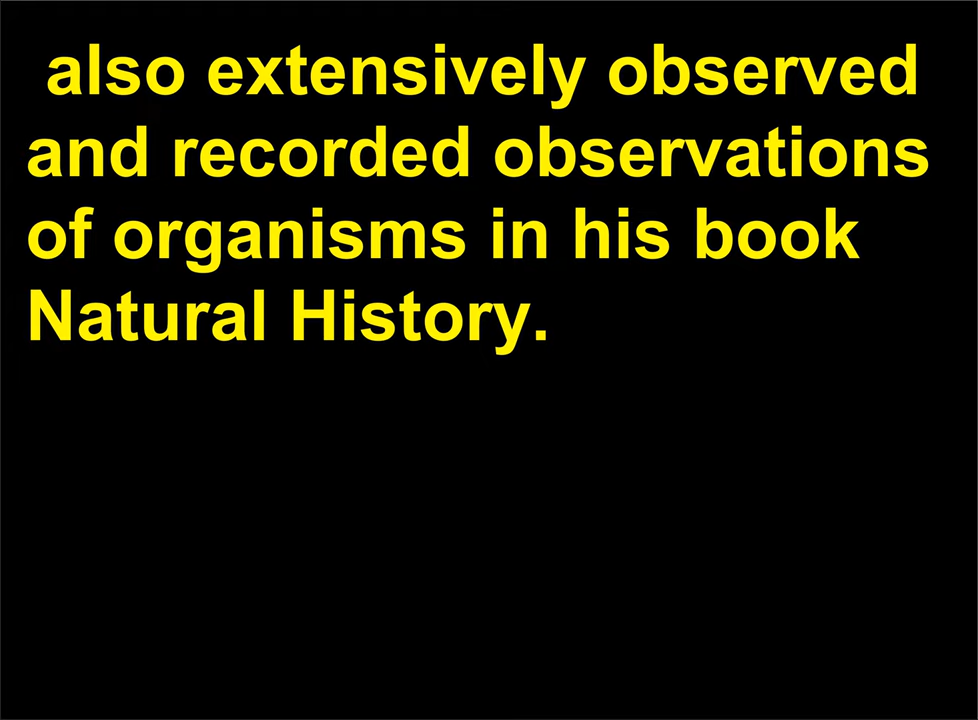 also extensively observed
and recorded observations
of organisms in his book
Natural History.